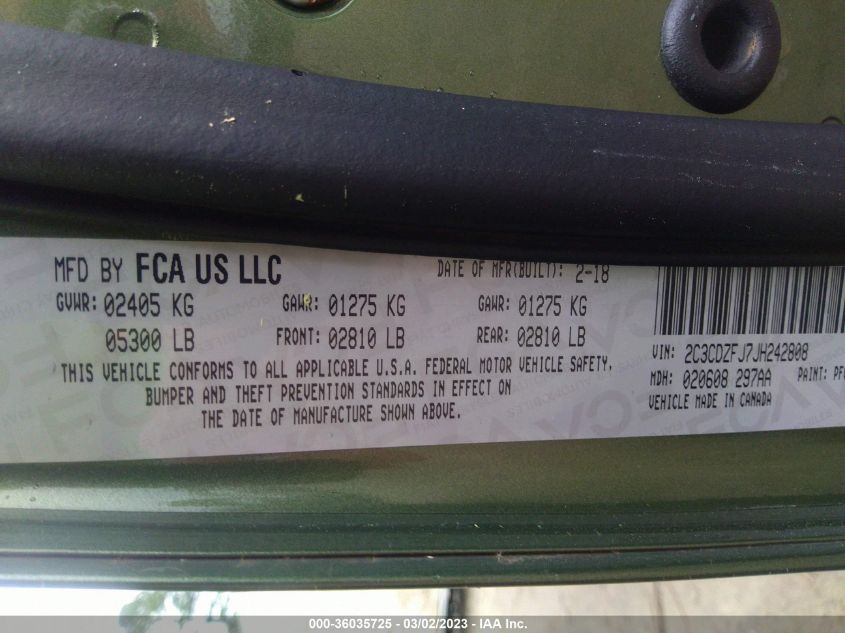 MFD BY FCA US LLC DATE OF MFR(BUILT): 2-18
GVWR: 02405 KG GAWR: 01275 KG GAWR: 01275 KG
05300 LB FRONT: 02810 LB REAR: 02810 LB
THIS VEHICLE CONFORMS TO ALL APPLICABLE U.S.A. FEDERAL MOTOR VEHICLE SAFETY,
BUMPER AND THEFT PREVENTION STANDARDS IN EFFECT ON
THE DATE OF MANUFACTURE SHOWN ABOVE.
VIN: 2C3CDZFJ7JH242808
MDH: 020608 297AA PAINT: PF
VEHICLE MADE IN CANADA
000-36035725 - 03/02/2023 - IAA Inc.